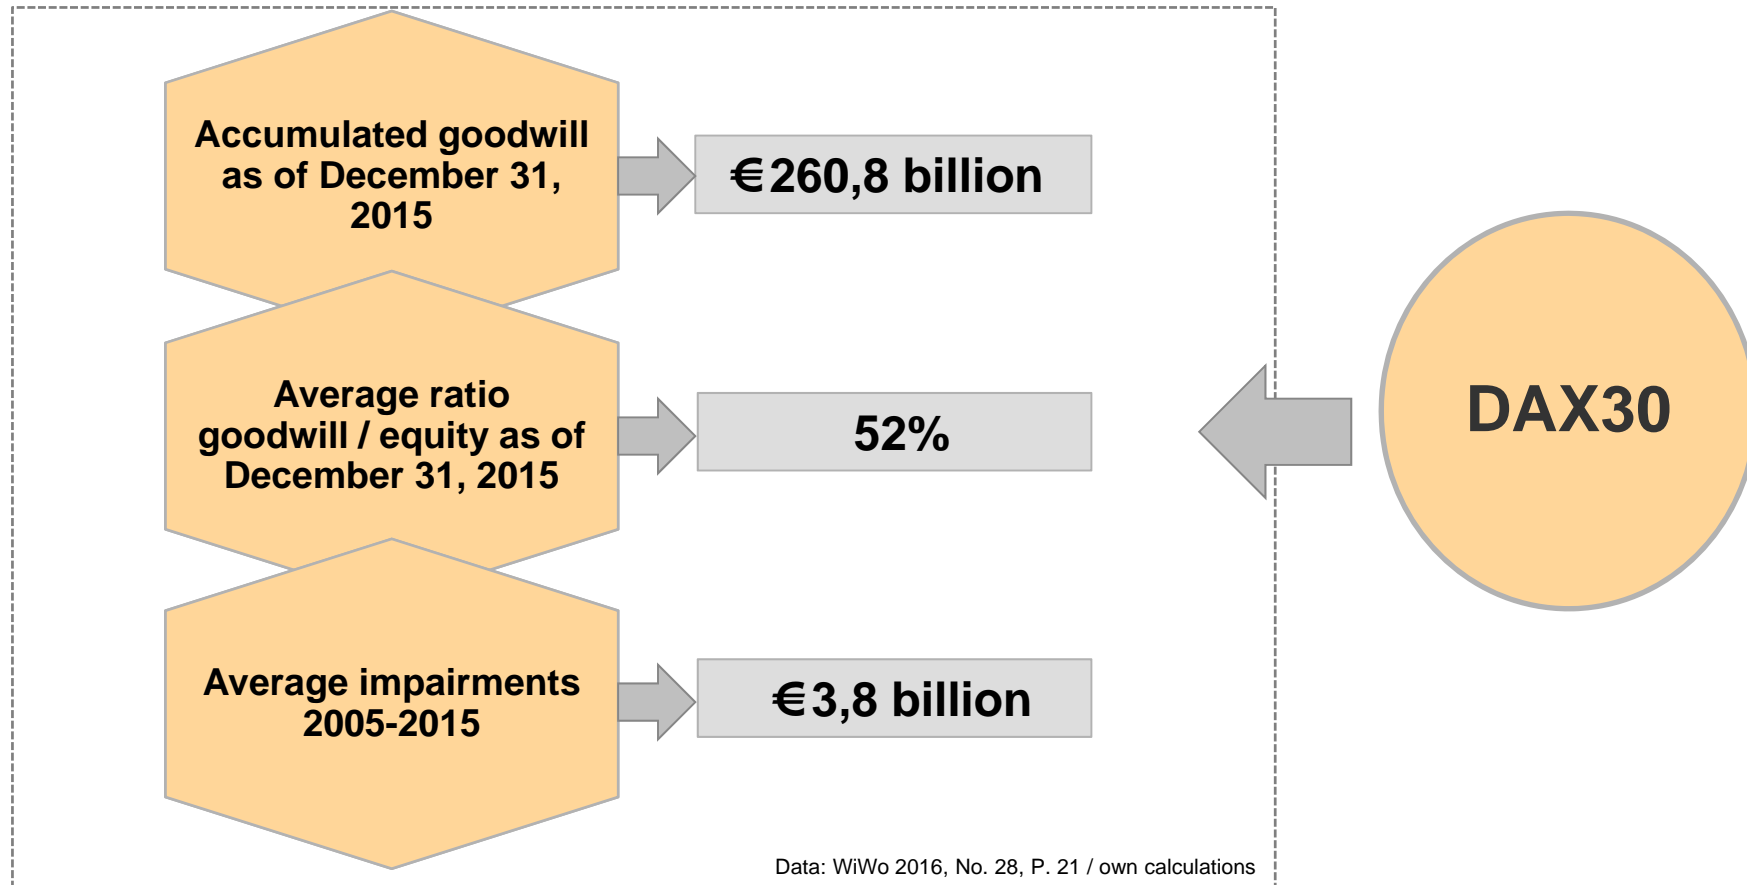 Accumulated goodwill
as of December 31,
2015
€260,8 billion
Average ratio
goodwill / equity as of
December 31, 2015
52%
Average impairments
2005-2015
€3,8 billion
DAX30
Data: WiWo 2016, No. 28, P. 21 / own calculations